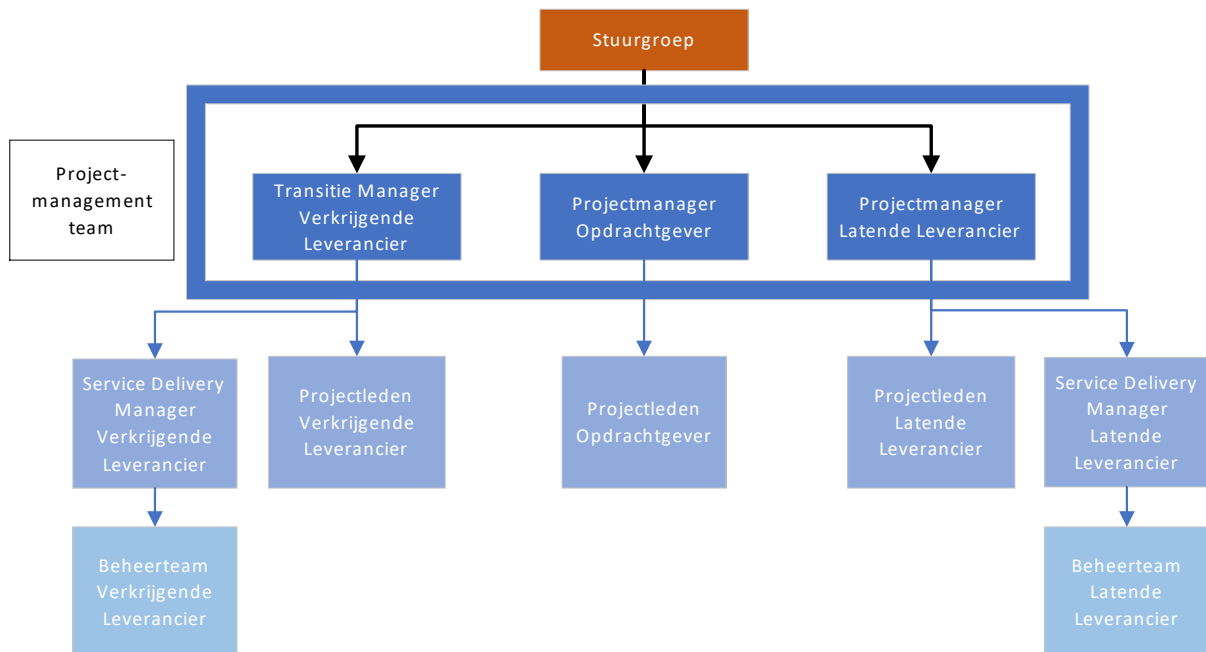 Stuurgroep
Project-
management
team
Transitie Manager
Verkrijgende
Leverancier
Projectmanager
Opdrachtgever
Projectmanager
Latende Leverancier
Service Delivery
Manager
Verkrijgende
Leverancier
Projectleden
Verkrijgende
Leverancier
Projectleden
Opdrachtgever
Projectleden
Latende
Leverancier
Service Delivery
Manager
Latende
Leverancier
Beheerteam
Verkrijgende
Leverancier
Beheerteam
Latende
Leverancier